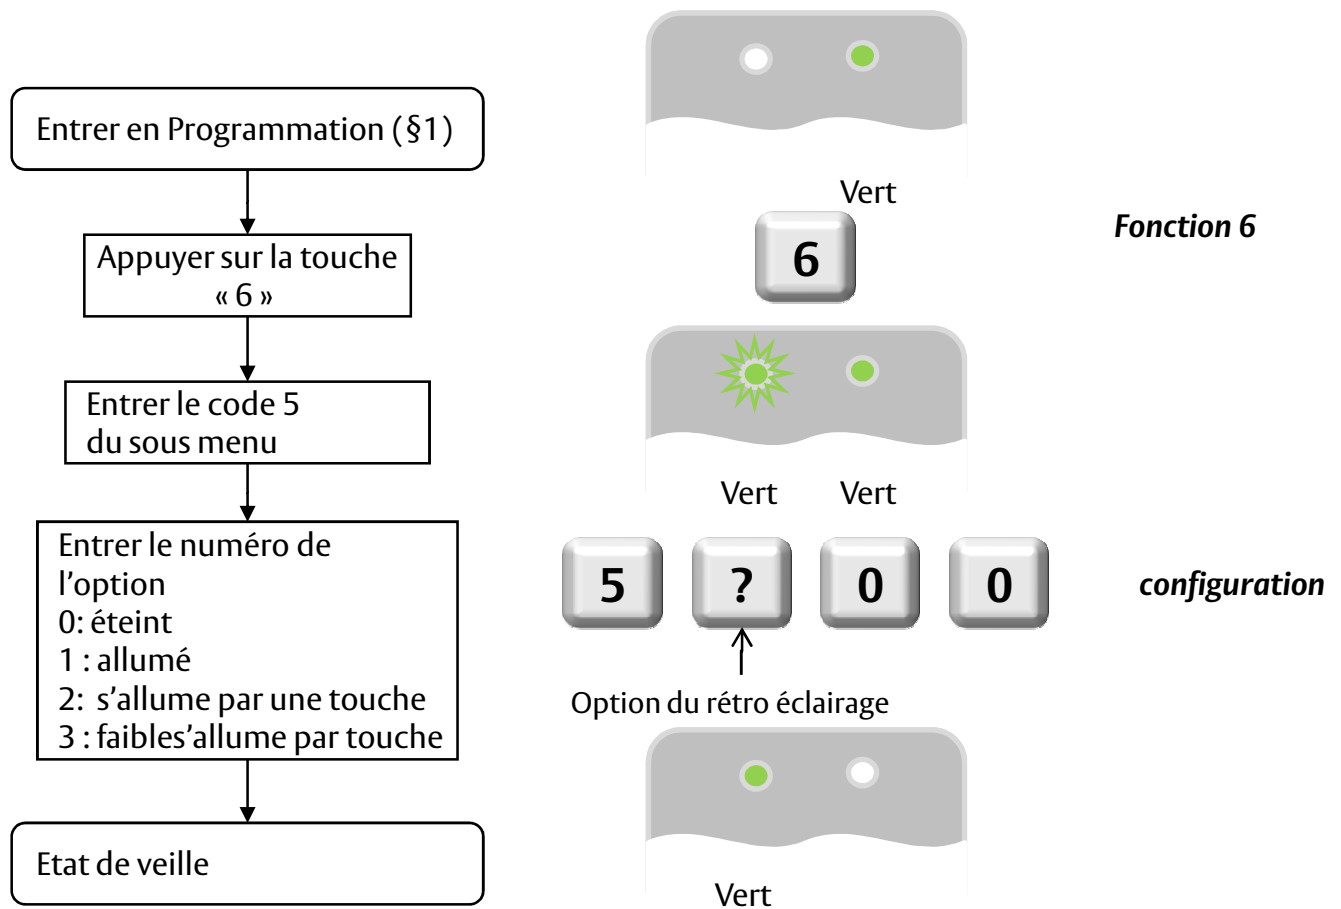 Entrer en Programmation (§1)
Vert
Appuyer sur la touche
« 6 »
6
Fonction 6
Entrer le code 5
du sous menu
Vert Vert
Entrer le numéro de
l’option
0: éteint
1 : allumé
2: s’allume par une touche
3 : faibles’allume par touche
5 ? 0 0
configuration
Option du rétro éclairage
Etat de veille
Vert